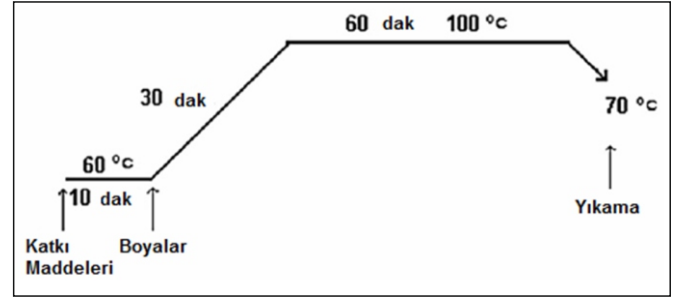 60 dak 100 °c
30 dak
70 °c
60 °c
10 dak
Yıkama
Katkı Boyalar
Maddeleri